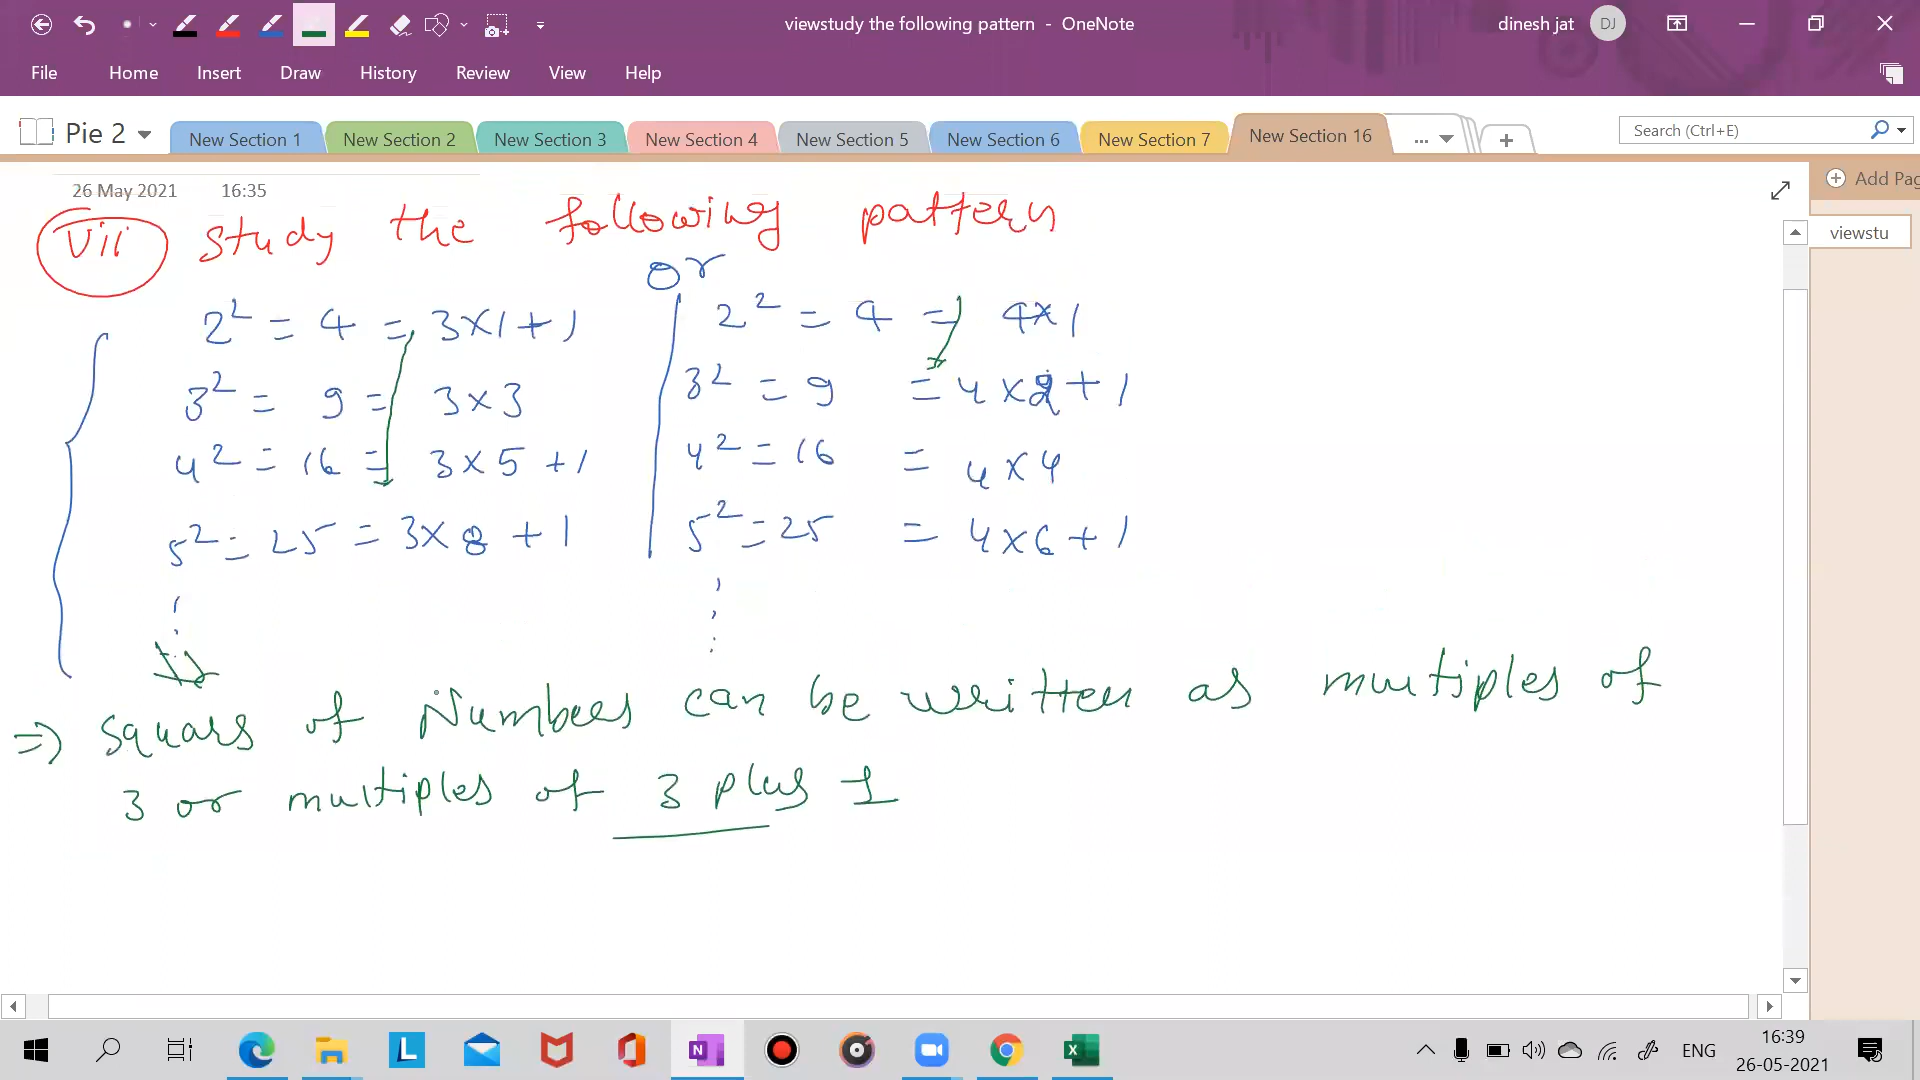 viewstudy the following pattern - OneNote
dinesh jat DJ
File Home Insert Draw History Review View Help
Pie 2 New Section 1 New Section 2 New Section 3 New Section 4 New Section 5 New Section 6 New Section 7 New Section 16 ... + Search (Ctrl+E)
Add Pag
viewstu
26 May 2021 16:35
vii study the following pattern
or
2² = 4 = 3×1+1
3² = 9 = 3×3
4² = 16 = 3×5+1
5² = 25 = 3×8+1
2² = 4 = 4×1
3² = 9 = 4×2+1
4² = 16 = 4×4
5² = 25 = 4×6+1
⇒ squars of Numbers can be written as multiples of
3 or multiples of 3 plus 1
ENG
16:39
26-05-2021